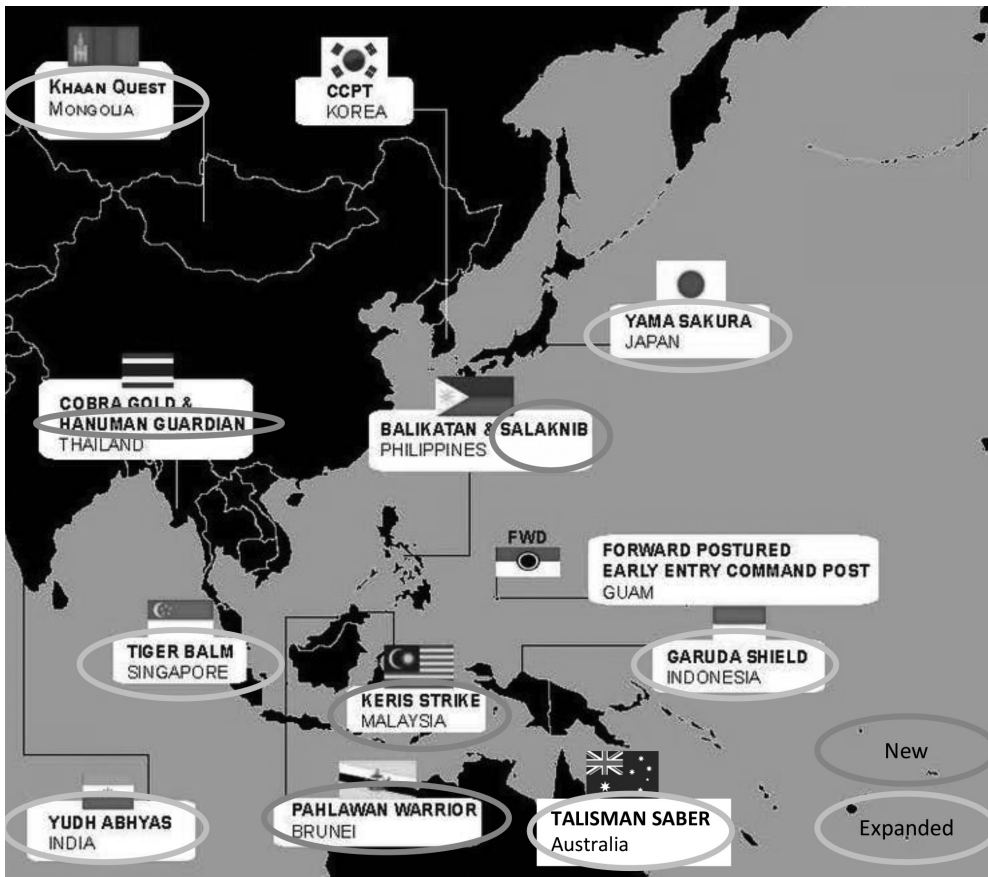 KHAAN QUEST
MONGOLIA
CCPT
KOREA
YAMA SAKURA
JAPAN
COBRA GOLD &
HANUMAN GUARDIAN
THAILAND
BALIKATAN & SALAKNIB
PHILIPPINES
FWD
FORWARD POSTURED
EARLY ENTRY COMMAND POST
GUAM
TIGER BALM
SINGAPORE
GARUDA SHIELD
INDONESIA
KERIS STRIKE
MALAYSIA
New
YUDH ABHYAS
INDIA
PAHLAWAN WARRIOR
BRUNEI
TALISMAN SABER
Australia
Expanded